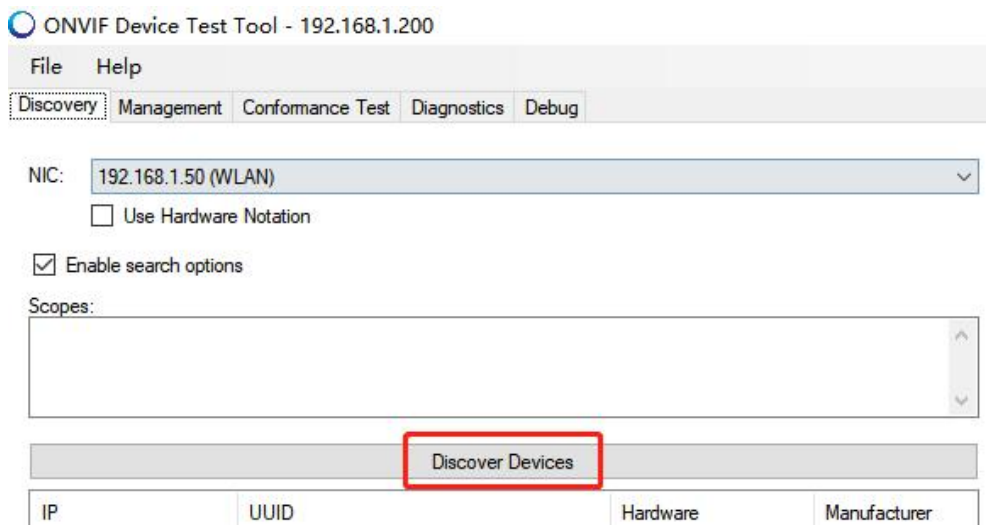 ONVIF Device Test Tool - 192.168.1.200
File Help
Discovery Management Conformance Test Diagnostics Debug
NIC: 192.168.1.50 (WLAN)
Use Hardware Notation
Enable search options
Scopes:
Discover Devices
IP UUID Hardware Manufacturer